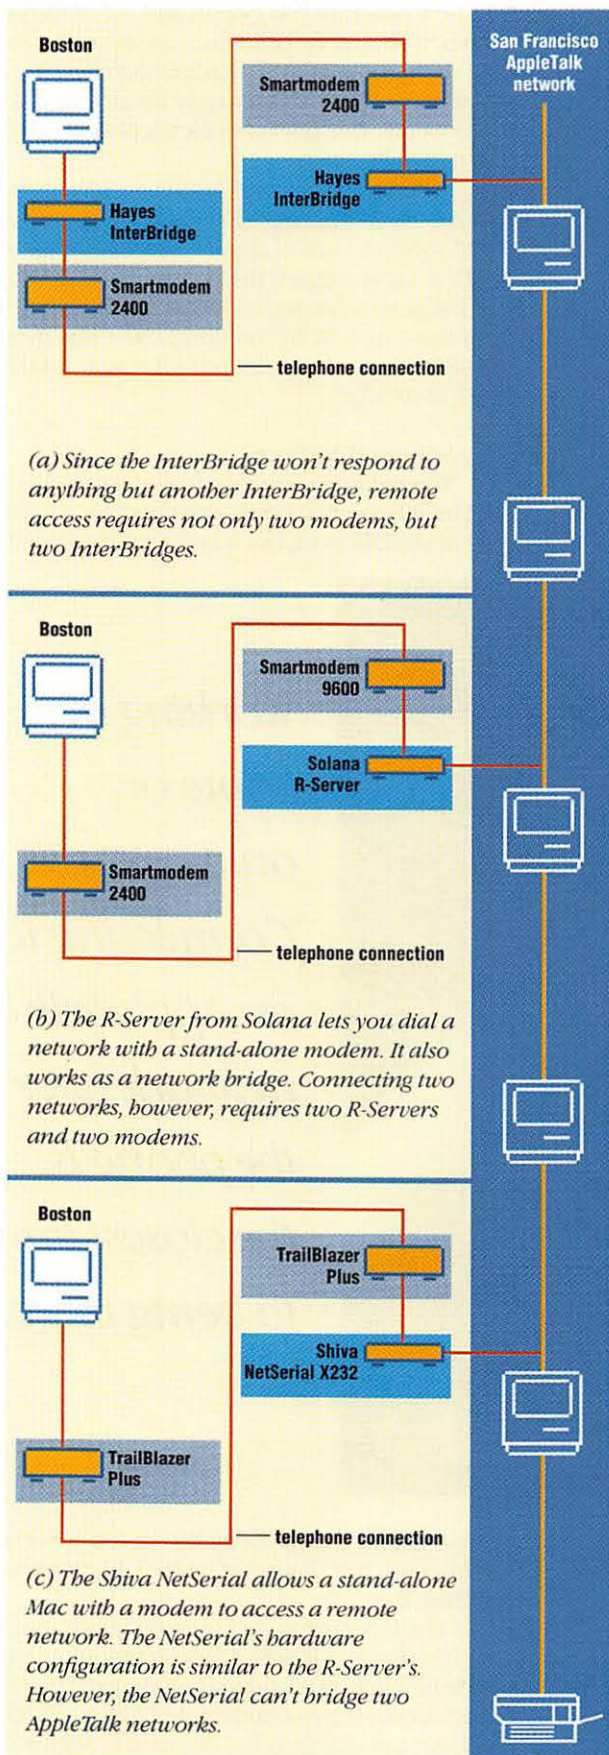 Boston
San Francisco
AppleTalk
network
Smartmodem
2400
Hayes
InterBridge
Hayes
InterBridge
Smartmodem
2400
telephone connection
(a) Since the InterBridge won't respond to
anything but another InterBridge, remote
access requires not only two modems, but
two InterBridges.
Boston
Smartmodem
9600
Solana
R-Server
Smartmodem
2400
telephone connection
(b) The R-Server from Solana lets you dial a
network with a stand-alone modem. It also
works as a network bridge. Connecting two
networks, however, requires two R-Servers
and two modems.
Boston
TrailBlazer
Plus
Shiva
NetSerial X232
TrailBlazer
Plus
telephone connection
(c) The Shiva NetSerial allows a stand-alone
Mac with a modem to access a remote
network. The NetSerial's hardware
configuration is similar to the R-Server's.
However, the NetSerial can't bridge two
AppleTalk networks.